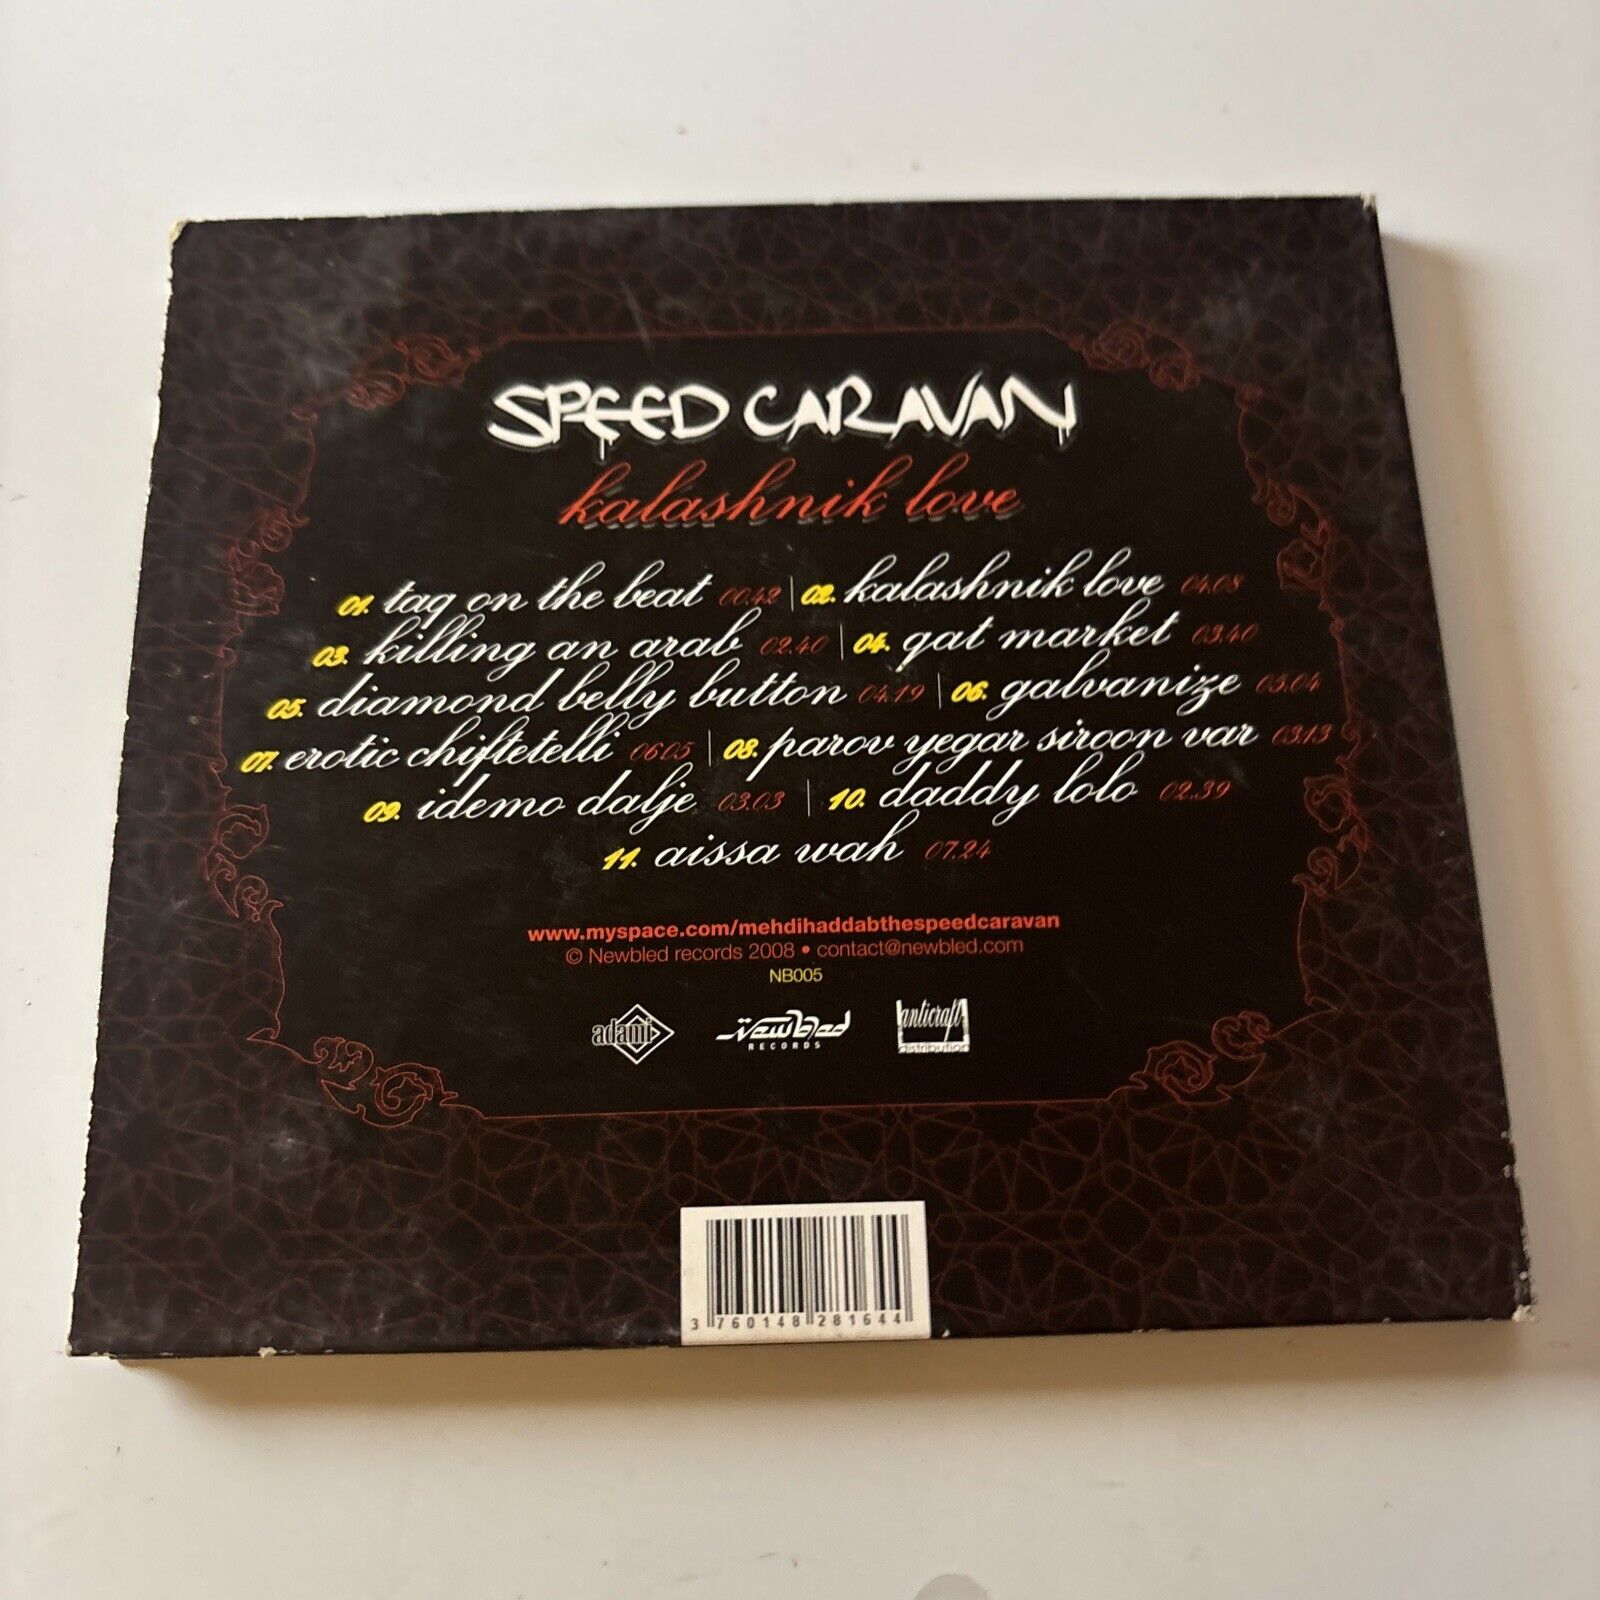 SPEED CARAVAN
kalashnik love
01. tag on the beat 00.42 | 02. kalashnik love 04.08
03. killing an arab 02.40 | 04. qat market 03.40
05. diamond belly button 04.19 | 06. galvanize 03.04
07. erotic chiftetelli 06.05 | 08. parov yegar siroon var 03.13
09. idemo dalje 03.03 | 10. daddy lolo 02.39
11. aissa wah 07.24
www.myspace.com/mehdihaddabthespeedcaravan
© Newbled records 2008 • contact@newbled.com
NB005
adami
newbled
RECORDS
anticraft
distribution
3 760148 281644